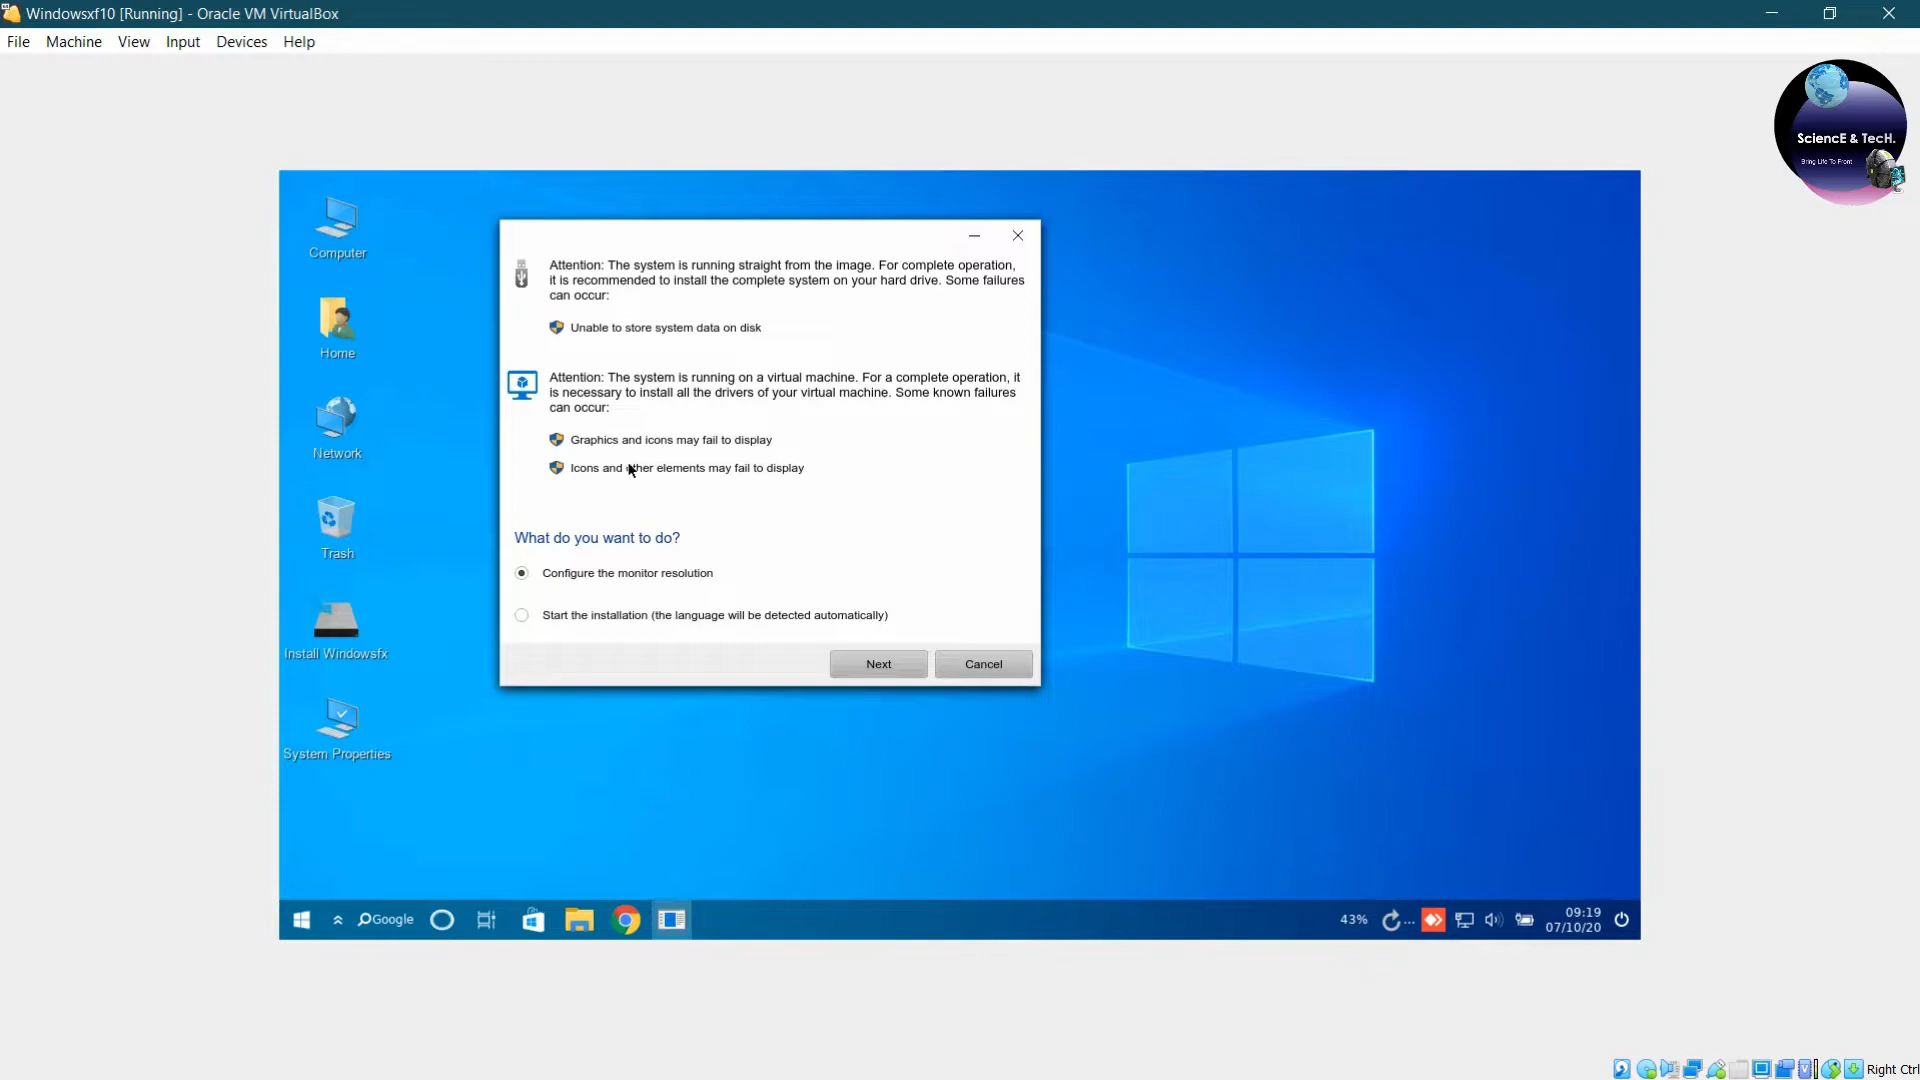 Windowsxf10 [Running] - Oracle VM VirtualBox
File Machine View Input Devices Help
SciencE & TecH.
Bring Life To Front
Computer
Home
Network
Trash
Install Windowsfx
System Properties
Attention: The system is running straight from the image. For complete operation,
it is recommended to install the complete system on your hard drive. Some failures
can occur:
Unable to store system data on disk
Attention: The system is running on a virtual machine. For a complete operation, it
is necessary to install all the drivers of your virtual machine. Some known failures
can occur:
Graphics and icons may fail to display
Icons and other elements may fail to display
What do you want to do?
Configure the monitor resolution
Start the installation (the language will be detected automatically)
Next Cancel
Google
43%
...
09:19
07/10/20
Right Ctrl